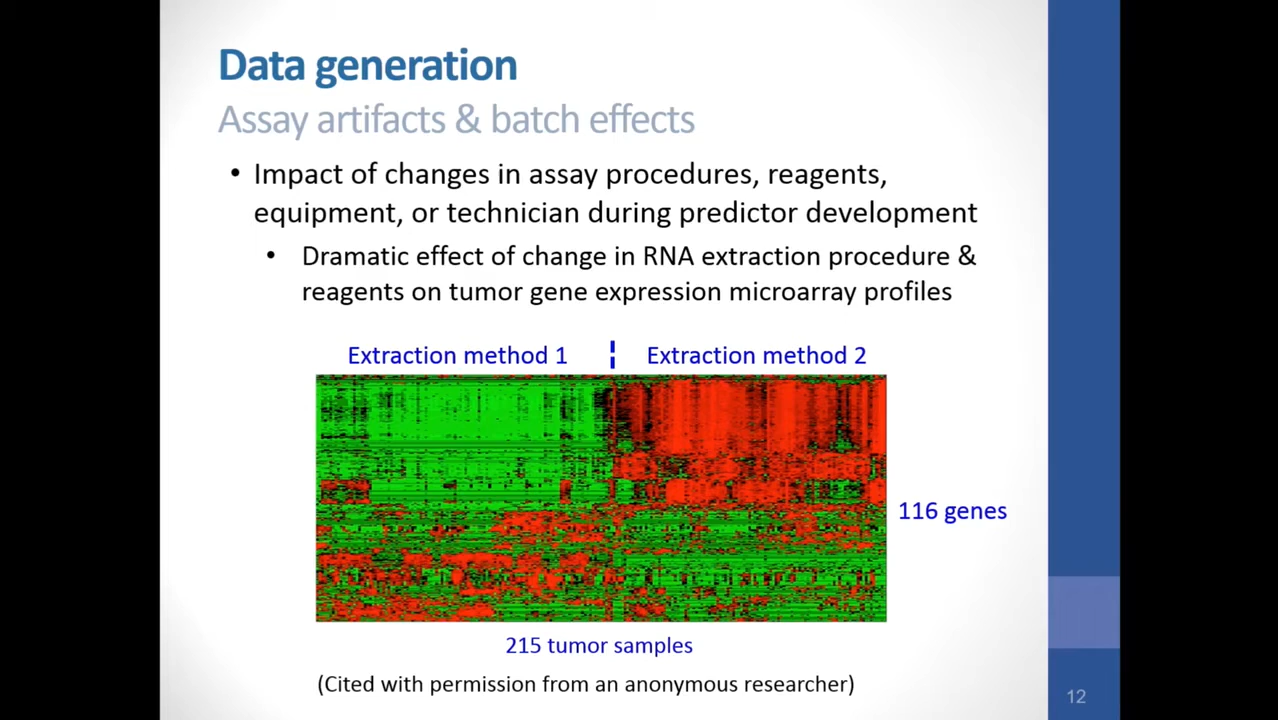 Data generation
Assay artifacts & batch effects
• Impact of changes in assay procedures, reagents,
equipment, or technician during predictor development
• Dramatic effect of change in RNA extraction procedure &
reagents on tumor gene expression microarray profiles
Extraction method 1
Extraction method 2
116 genes
215 tumor samples
(Cited with permission from an anonymous researcher)
12